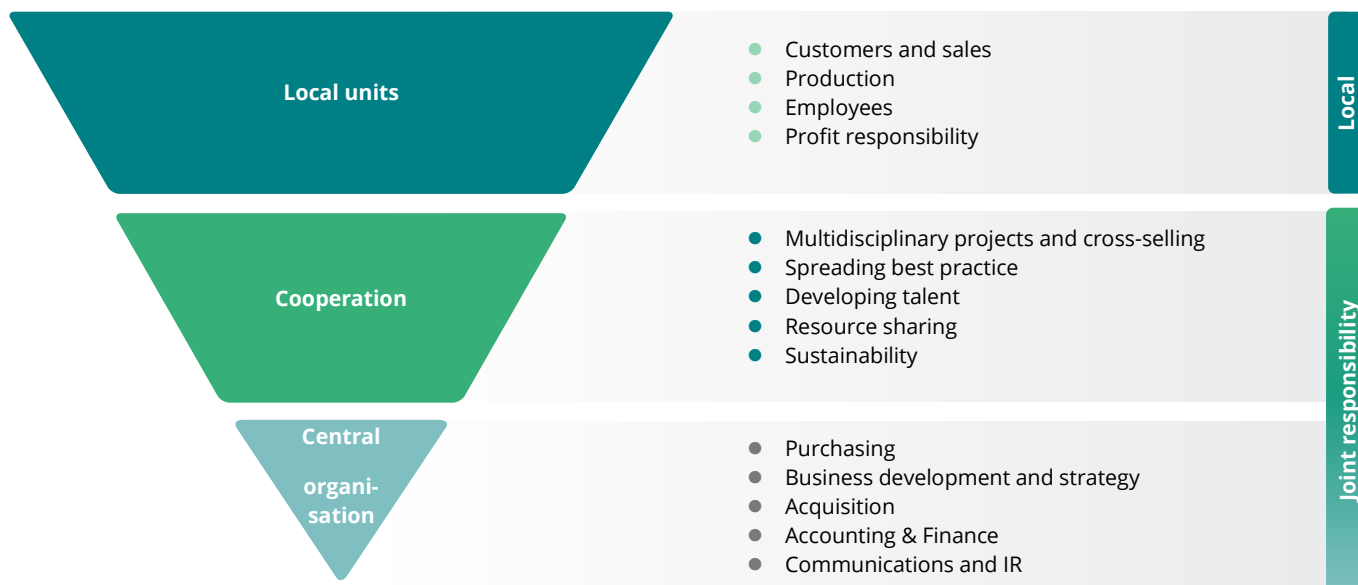 Local units
Customers and sales
Production
Employees
Profit responsibility
Local
Cooperation
Multidisciplinary projects and cross-selling
Spreading best practice
Developing talent
Resource sharing
Sustainability
Joint responsibility
Central
organi-
sation
Purchasing
Business development and strategy
Acquisition
Accounting & Finance
Communications and IR